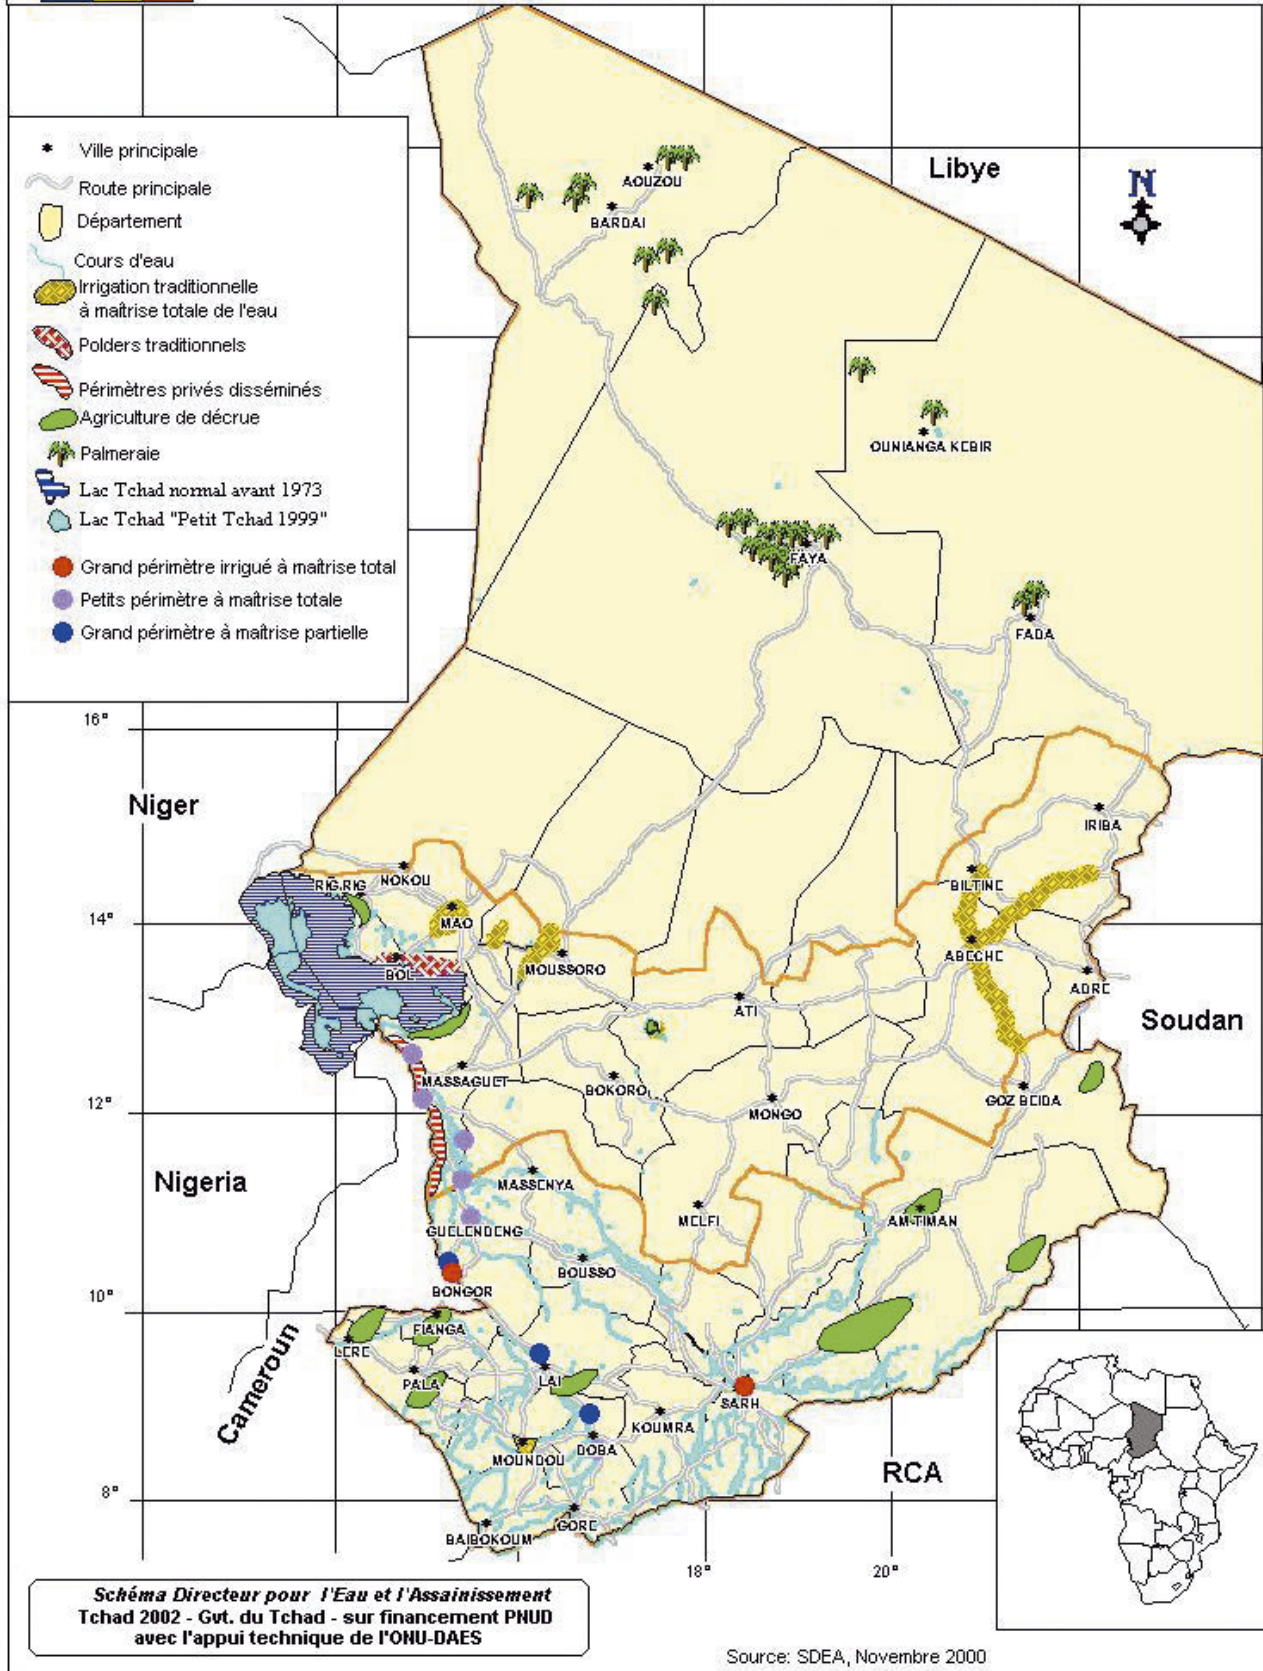 Ville principale
Route principale
Département
Cours d'eau
Irrigation traditionnelle
à maîtrise totale de l'eau
Polders traditionnels
Périmètres privés disséminés
Agriculture de décrue
Palmeraie
Lac Tchad normal avant 1973
Lac Tchad "Petit Tchad 1999"
Grand périmètre irrigué à maîtrise total
Petits périmètre à maîtrise totale
Grand périmètre à maîtrise partielle
Libye
N
AOUZOU
BARDAI
OUNIANGA KEBIR
FAYA
FADA
16°
Niger
IRIBA
BILTINE
RIG RIG
NOKOU
14°
MAO
ABECHE
BOL
MOUSSORO
ADRE
ATI
Soudan
MASSAGUET
BOKORO
GOZ BEIDA
MONGO
12°
Nigeria
MASSENYA
MELFI
AM-TIMAN
GUELENDENG
BOUSSO
BONGOR
10°
FIANGA
LERE
PALA
LAI
SARH
Cameroun
KOUMRA
DOBA
MOUNDOU
RCA
8°
GORE
BAIBOKOUM
18°
20°
Schéma Directeur pour l'Eau et l'Assainissement
Tchad 2002 - Gvt. du Tchad - sur financement PNUD
avec l'appui technique de l'ONU-DAES
Source: SDEA, Novembre 2000